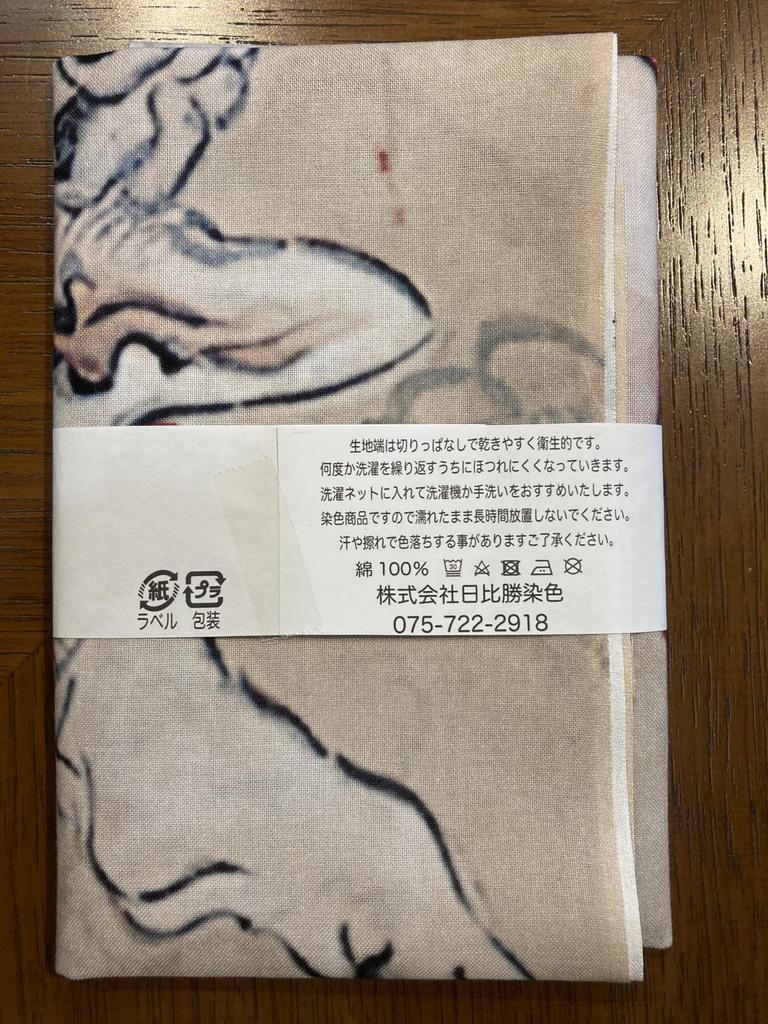 生地端は切りっぱなしで乾きやすく衛生的です。
何度か洗濯を繰り返すうちにほつれにくくなっていきます。
洗濯ネットに入れて洗濯機か手洗いをおすすめいたします。
染色商品ですので濡れたまま長時間放置しないでください。
汗や擦れで色落ちする事がありますご了承ください。
綿 100% 30
株式会社日比勝染色
075-722-2918
紙 プラ
ラベル 包装